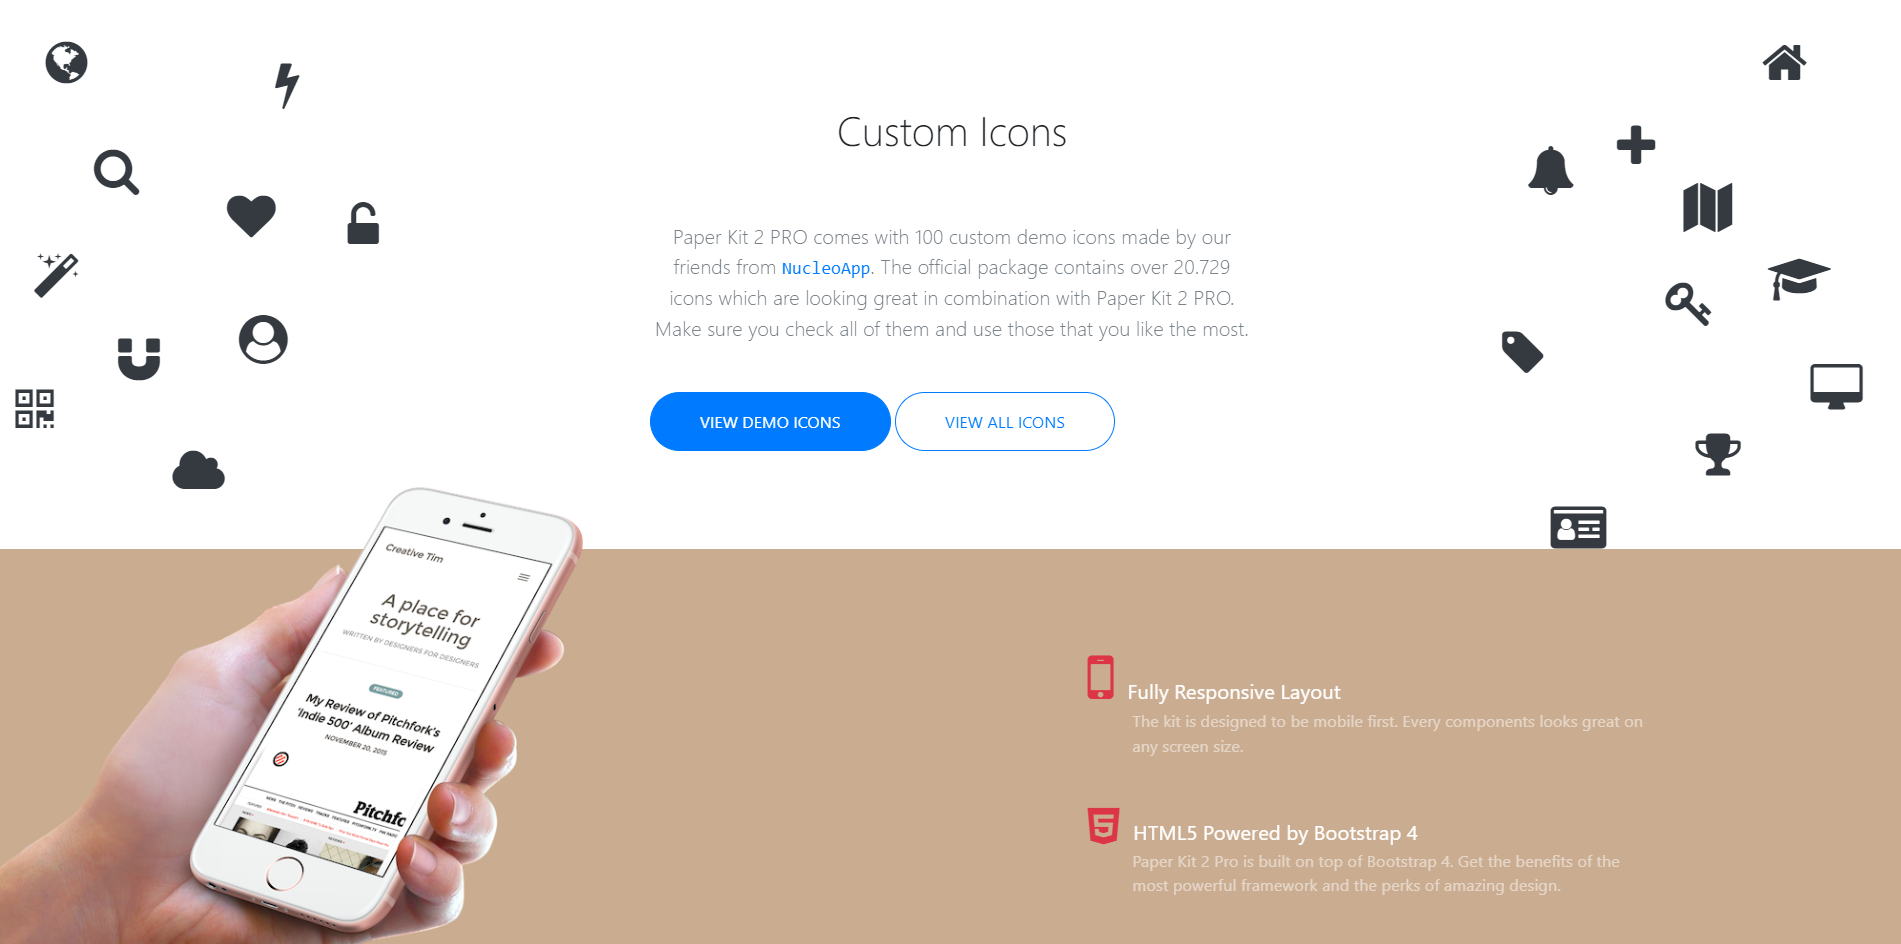 Custom Icons
Paper Kit 2 PRO comes with 100 custom demo icons made by our
friends from NucleoApp. The official package contains over 20.729
icons which are looking great in combination with Paper Kit 2 PRO.
Make sure you check all of them and use those that you like the most.
VIEW DEMO ICONS
VIEW ALL ICONS
Creative Tim
A place for
storytelling
WRITTEN BY DESIGNERS FOR DESIGNERS
FEATURED
My Review of Pitchfork's
'Indie 500' Album Review
NOVEMBER 20, 2015
Pitchfo
Fully Responsive Layout
The kit is designed to be mobile first. Every components looks great on
any screen size.
HTML5 Powered by Bootstrap 4
Paper Kit 2 Pro is built on top of Bootstrap 4. Get the benefits of the
most powerful framework and the perks of amazing design.